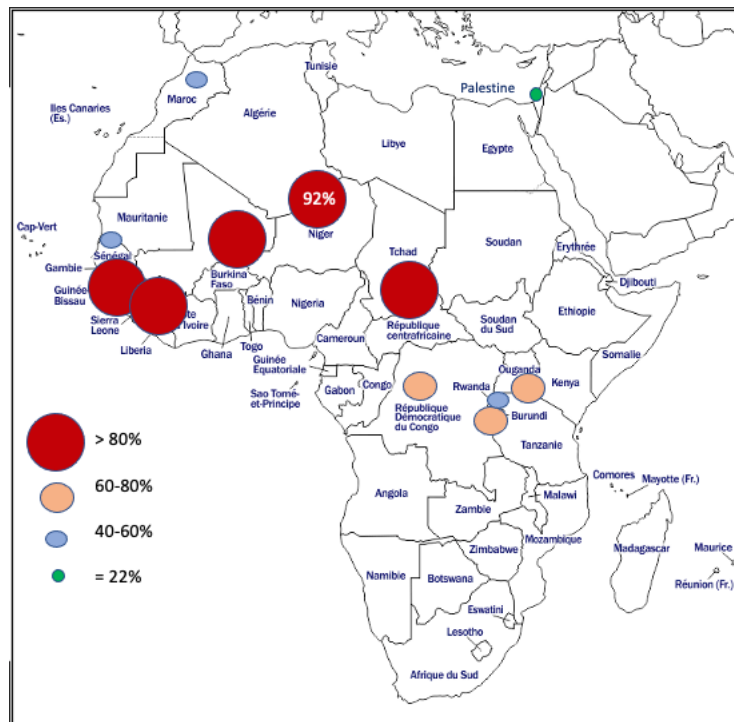 Tunisie
Maroc
Palestine
Iles Canaries
(Es.)
Algérie
Libye
Egypte
92%
Mauritanie
Niger
Cap-Vert
Tchad
Soudan
Erythrée
Sénégal
Gambie
Burkina
Faso
Djibouti
Guinée
Bissau
Bénin
Nigeria
Ethiopie
Sierra
Leone
Ivoire
Soudan
du Sud
République
centrafricaine
Liberia
Ghana
Togo
Cameroun
Somalie
Guinée
Equatoriale
Ouganda
Kenya
Gabon
Congo
Rwanda
Sao Tomé-
et-Principe
République
Démocratique
du Congo
Burundi
Tanzanie
> 80%
60-80%
40-60%
= 22%
Comores
Mayotte (Fr.)
Angola
Malawi
Zambie
Mozambique
Zimbabwe
Madagascar
Maurice
Réunion (Fr.)
Namibie
Botswana
Eswatini
Lesotho
Afrique du Sud